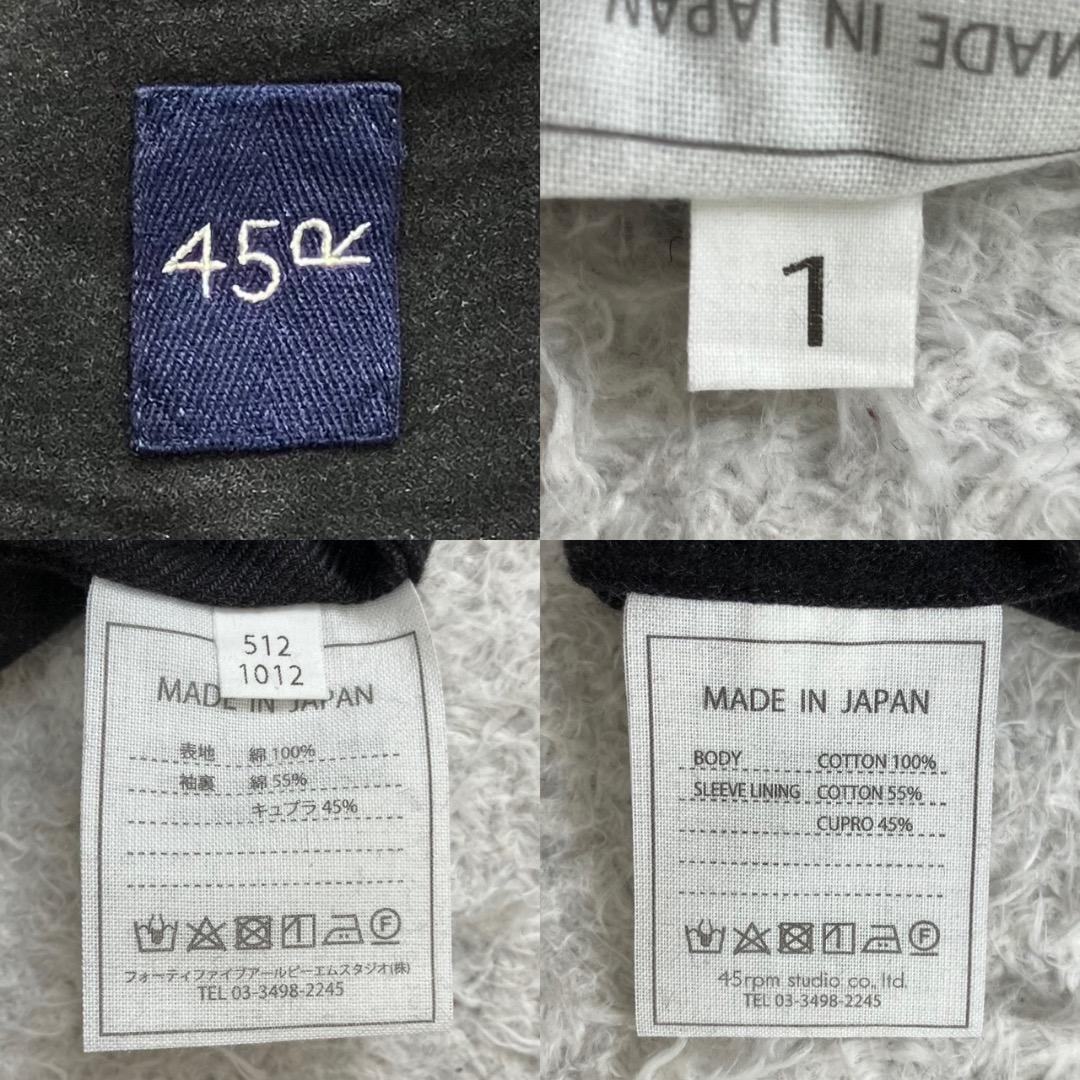 45R
MADE IN JAPAN
1
512
1012
MADE IN JAPAN
表地 綿 100%
袖裏 綿 55%
キュプラ 45%
F
フォーティファイブアールピーエムスタジオ(株)
TEL 03-3498-2245
MADE IN JAPAN
BODY COTTON 100%
SLEEVE LINING COTTON 55%
CUPRO 45%
F
45rpm studio co., ltd.
TEL 03-3498-2245